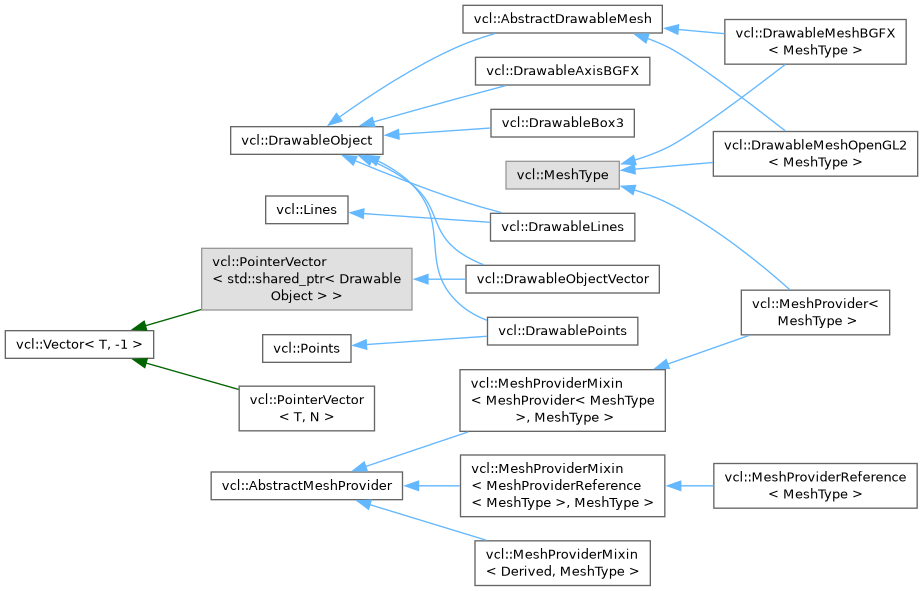 vcl::AbstractDrawableMesh
vcl::DrawableMeshBGFX
< MeshType >
vcl::DrawableAxisBGFX
vcl::DrawableBox3
vcl::DrawableObject
vcl::DrawableMeshOpenGL2
< MeshType >
vcl::MeshType
vcl::Lines
vcl::DrawableLines
vcl::PointerVector
< std::shared_ptr< Drawable
Object > >
vcl::DrawableObjectVector
vcl::MeshProvider<
MeshType >
vcl::DrawablePoints
vcl::Vector< T, -1 >
vcl::Points
vcl::MeshProviderMixin
< MeshProvider< MeshType
>, MeshType >
vcl::PointerVector
< T, N >
vcl::AbstractMeshProvider
vcl::MeshProviderMixin
< MeshProviderReference
< MeshType >, MeshType >
vcl::MeshProviderReference
< MeshType >
vcl::MeshProviderMixin
< Derived, MeshType >